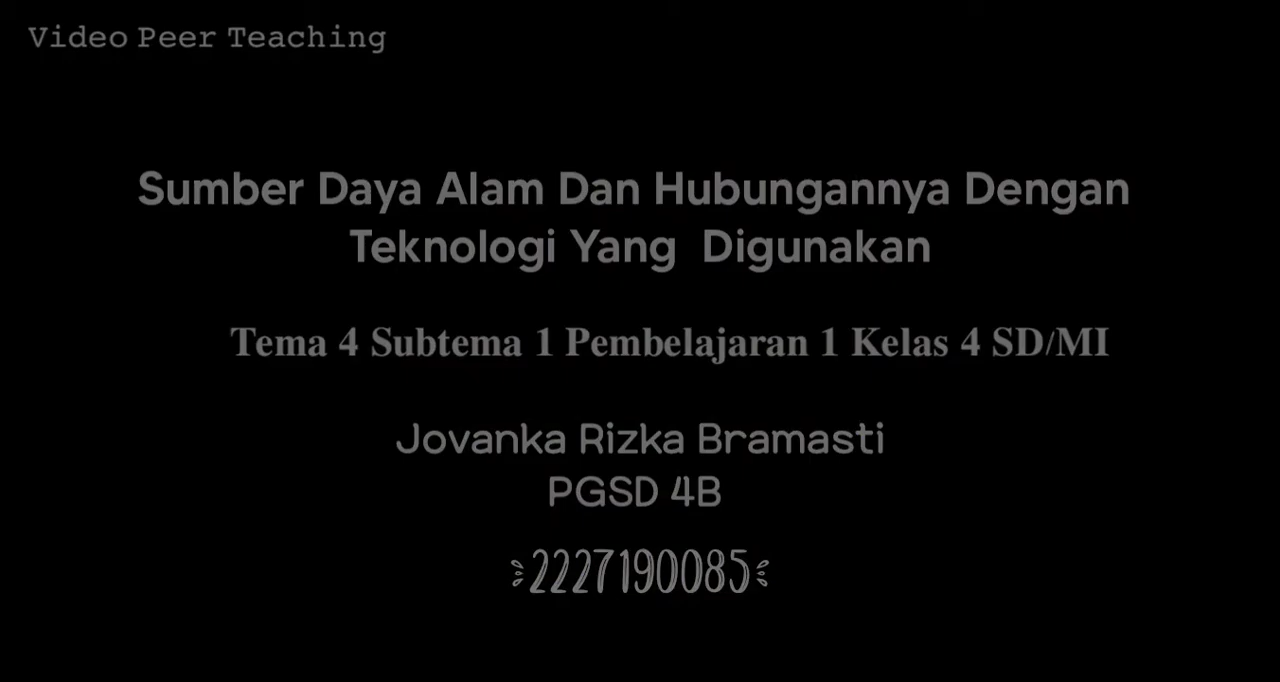 Video Peer Teaching
Sumber Daya Alam Dan Hubungannya Dengan
Teknologi Yang Digunakan
Tema 4 Subtema 1 Pembelajaran 1 Kelas 4 SD/MI
Jovanka Rizka Bramasti
PGSD 4B
2227190085